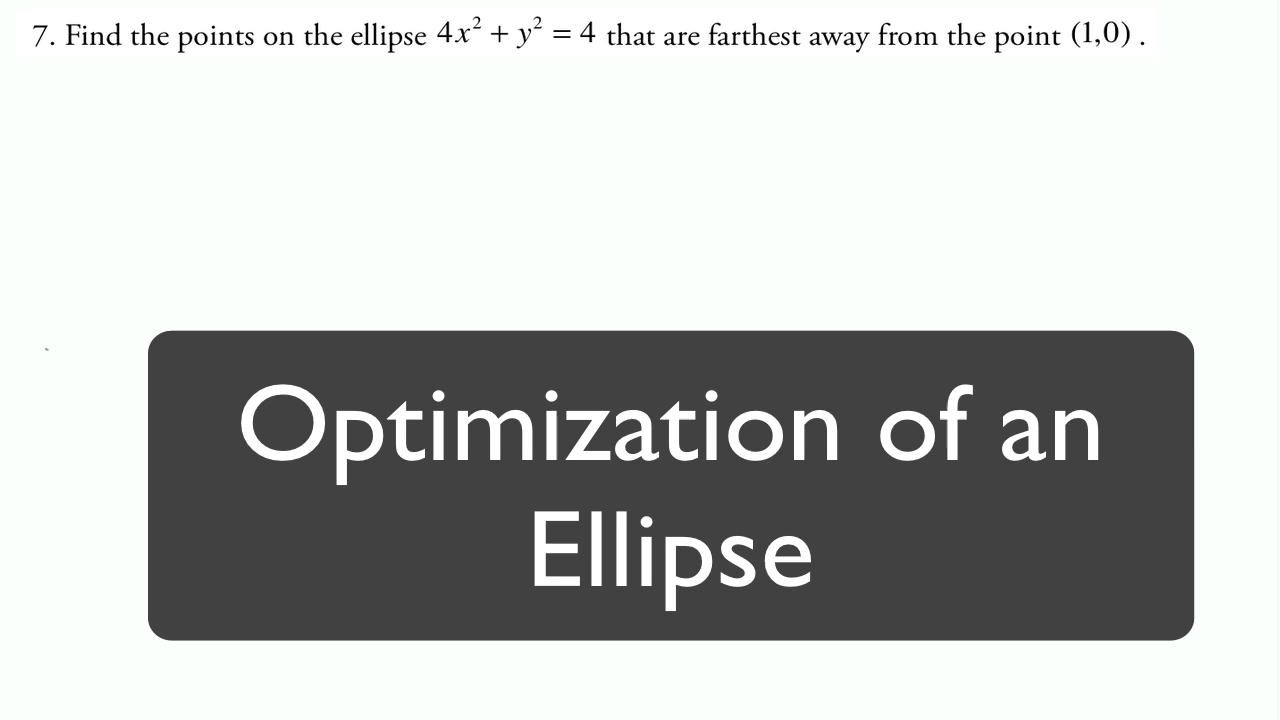 7. Find the points on the ellipse 4x² + y² = 4 that are farthest away from the point (1,0) .
Optimization of an
Ellipse